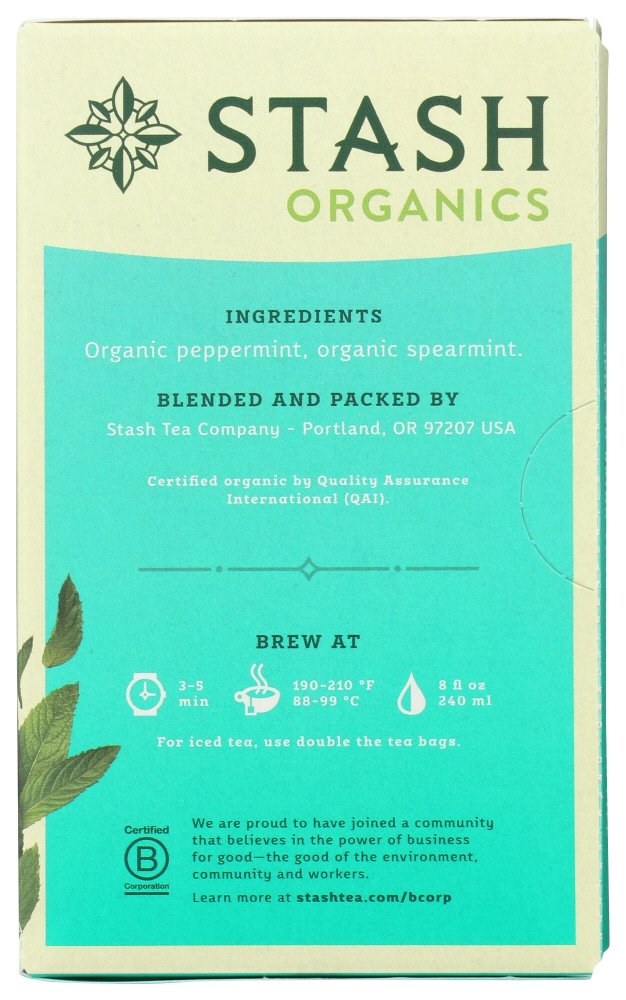 STASH
ORGANICS
INGREDIENTS
Organic peppermint, organic spearmint.
BLENDED AND PACKED BY
Stash Tea Company - Portland, OR 97207 USA
Certified organic by Quality Assurance
International (QAI).
BREW AT
3-5
min
190-210 °F
88-99 °C
8 fl oz
240 ml
For iced tea, use double the tea bags.
Certified
B
Corporation
We are proud to have joined a community
that believes in the power of business
for good—the good of the environment,
community and workers.
Learn more at stashtea.com/bcorp